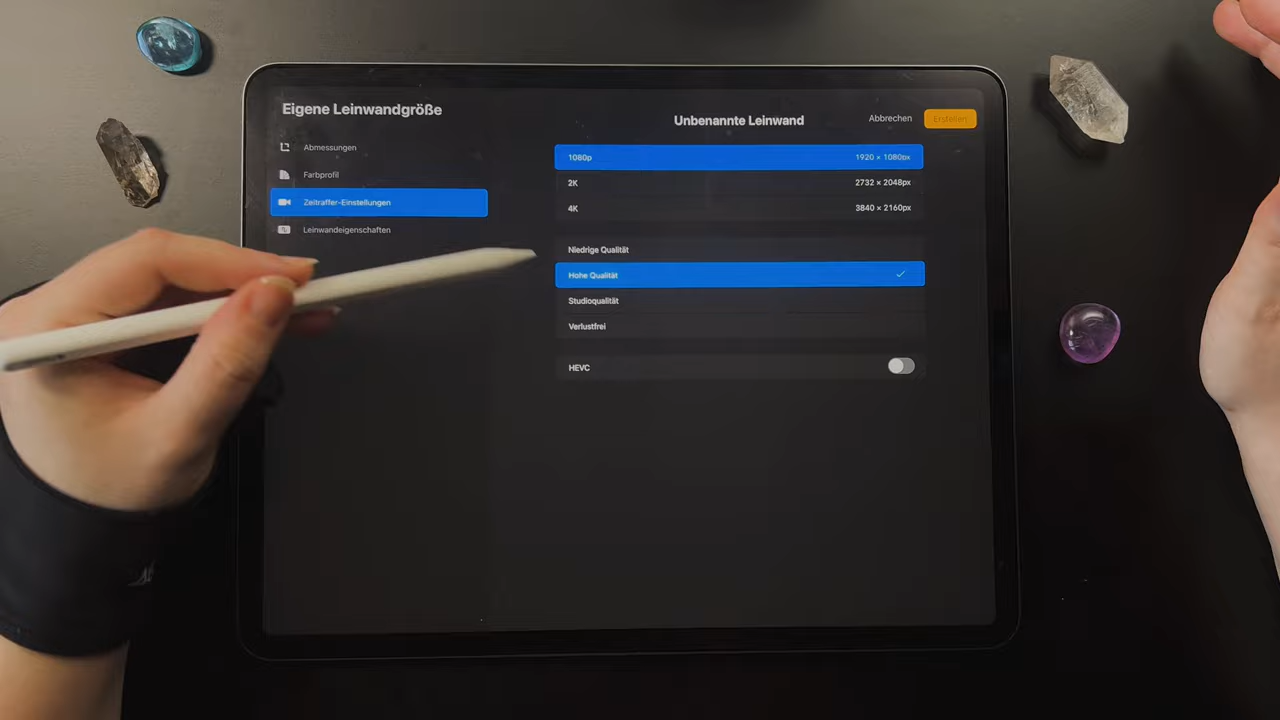 Eigene Leinwandgröße
Unbenannte Leinwand
Abbrechen
Erstellen
Abmessungen
Farbprofil
Zeitraffer-Einstellungen
Leinwandeigenschaften
1080p 1920 × 1080px
2K 2732 × 2048px
4K 3840 × 2160px
Niedrige Qualität
Hohe Qualität
Studioqualität
Verlustfrei
HEVC